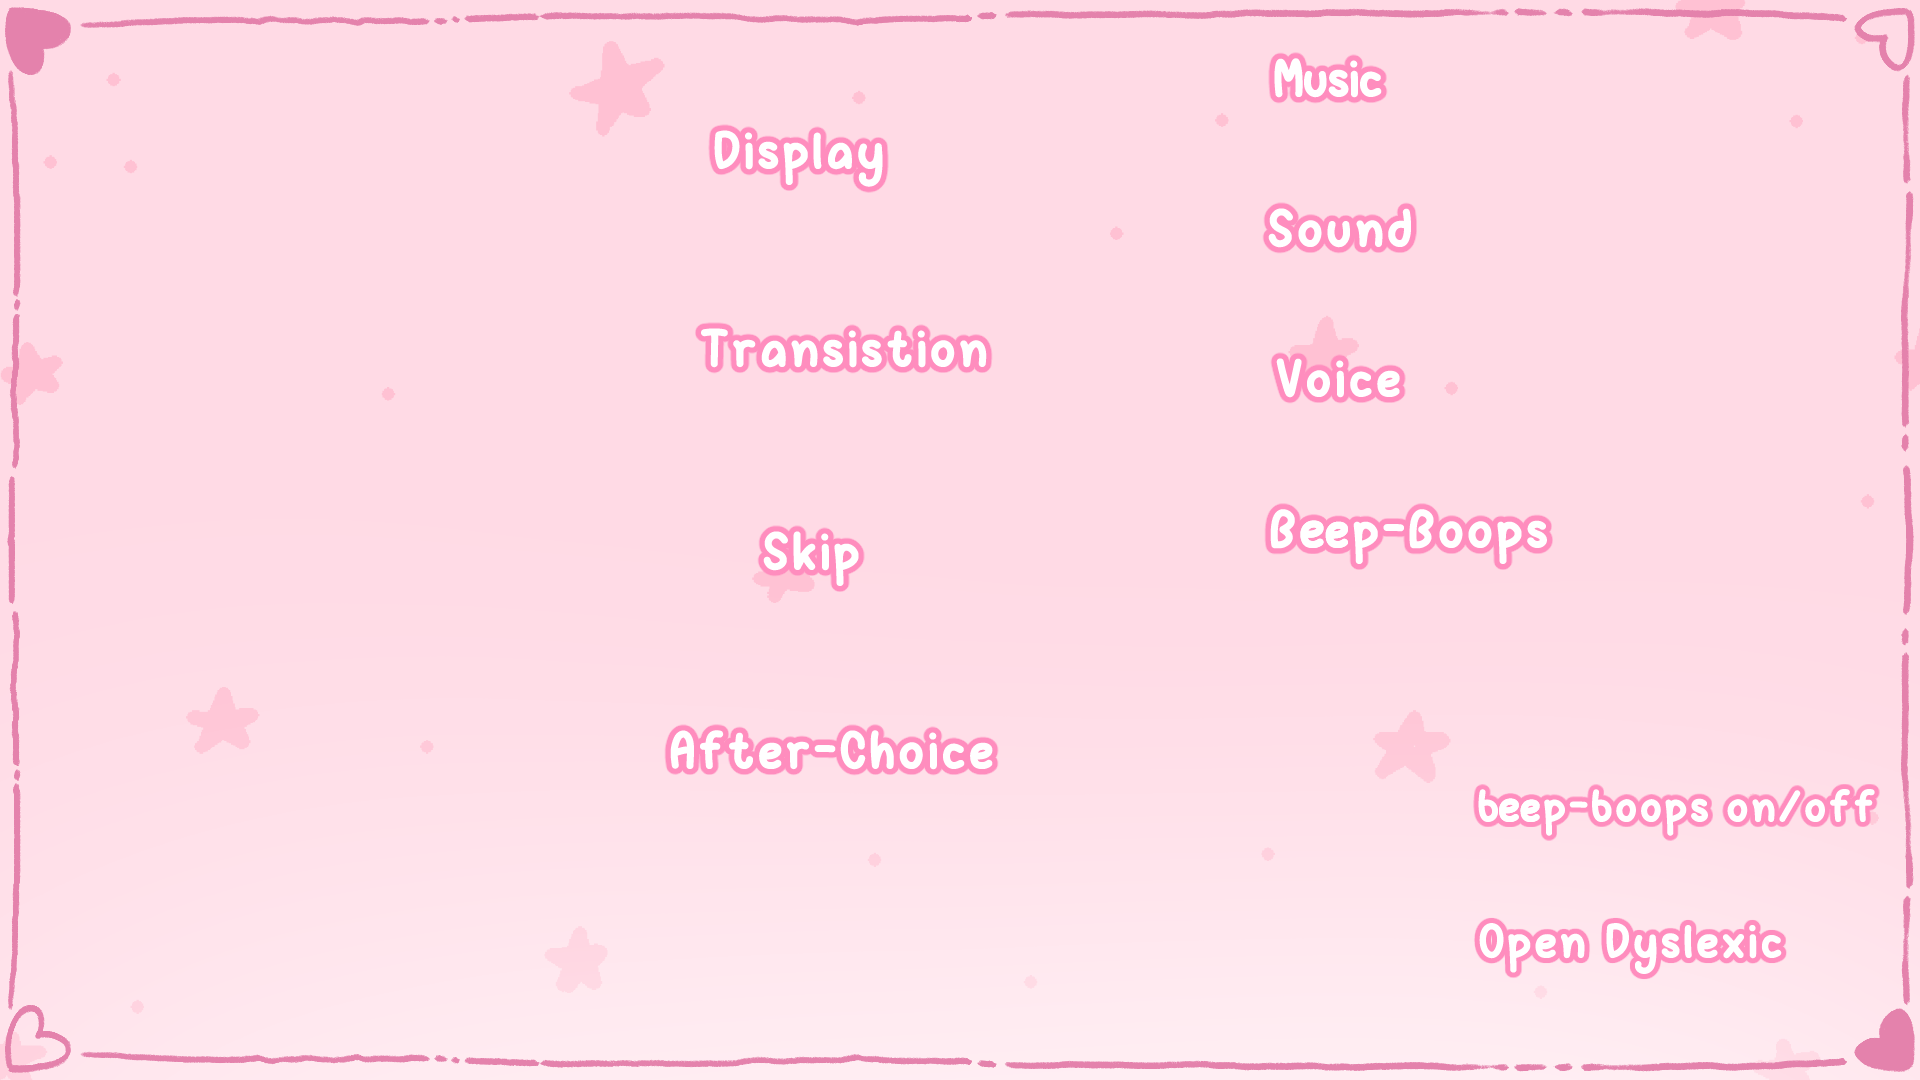 Display
Transistion
Skip
After-Choice
Music
Sound
Voice
Beep-Boops
beep-boops on/off
Open Dyslexic